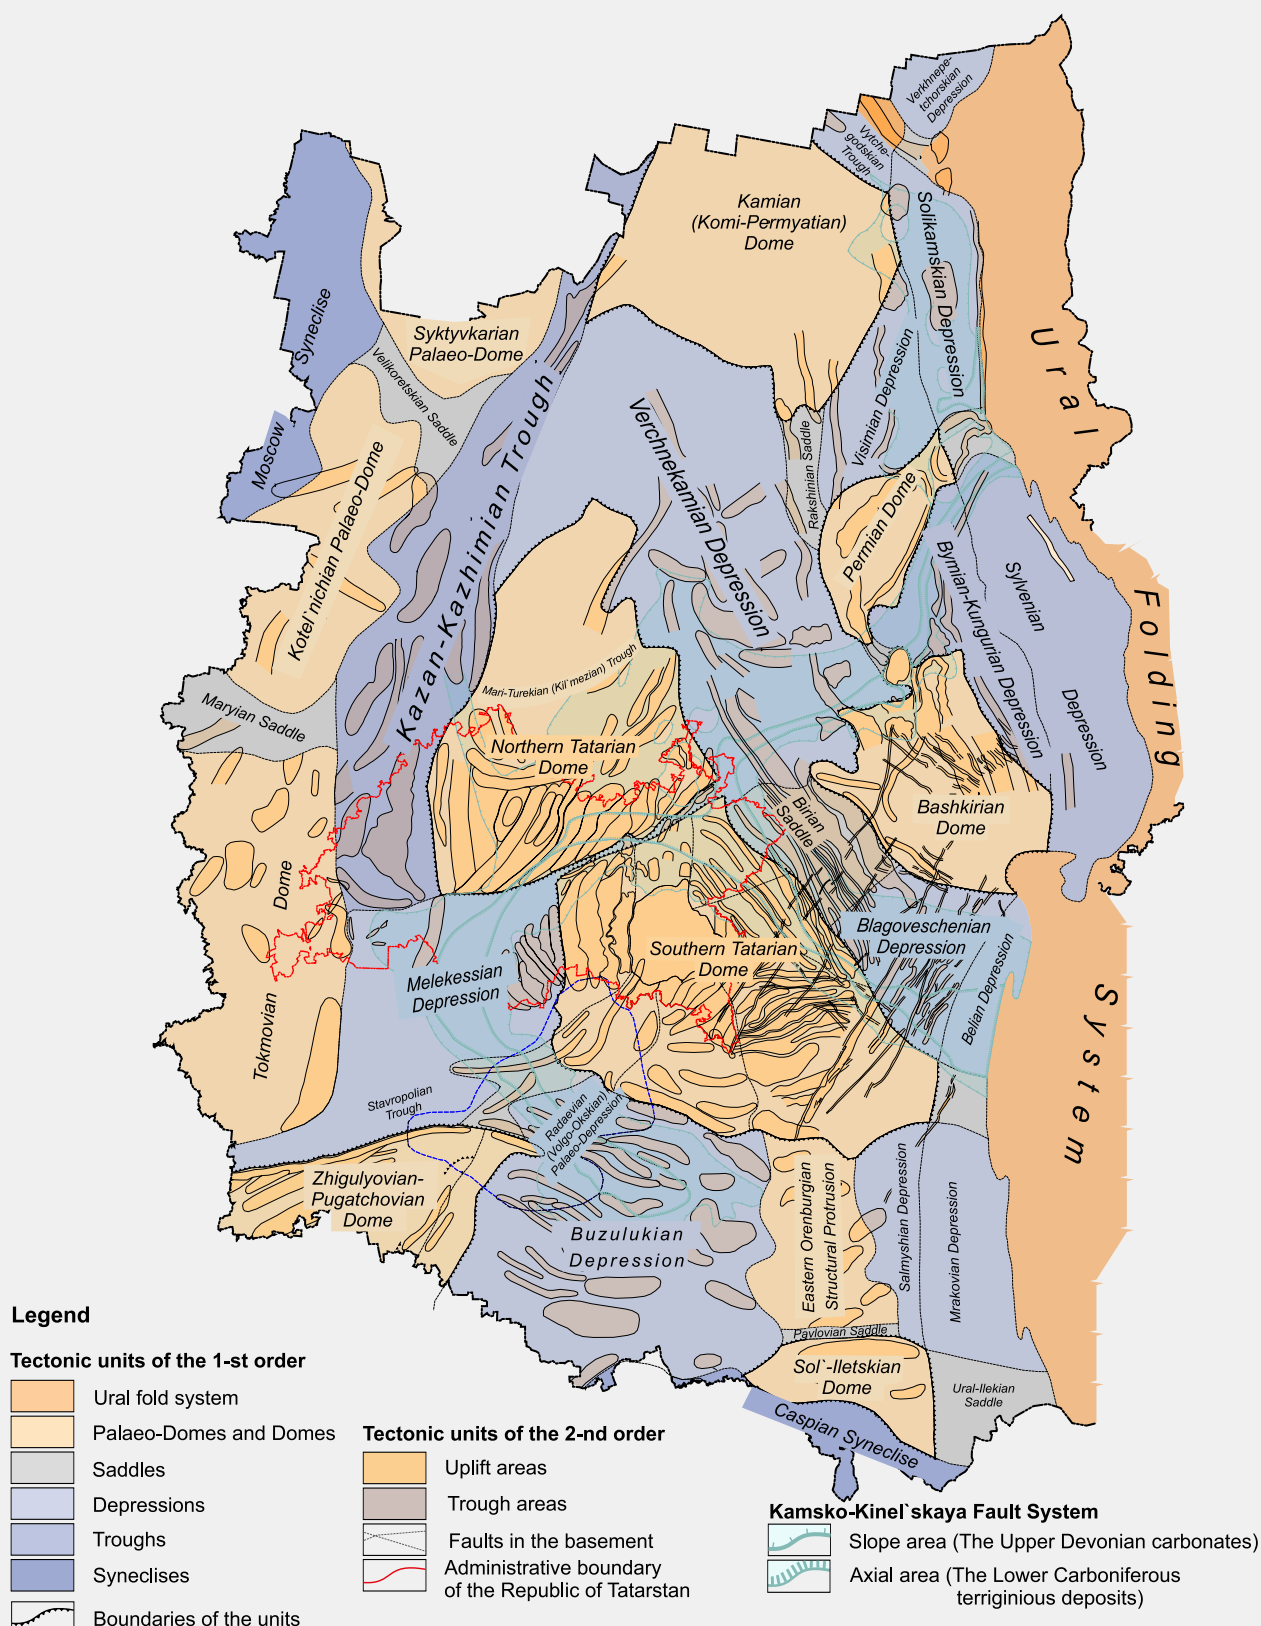 Verkhnepe-
tchorskian
Depression
Vytche-
godskian
Trough
Kamian
(Komi-Permyatian)
Dome
Solikamskian Depression
Syneclise
Moscow
Syktyvkarian
Palaeo-Dome
Velikoretskian Saddle
Kazan-Kazhimian Trough
Verchnekamian Depression
Visimian Depression
Rakshinian Saddle
Ural
Permian Dome
Kotel`nichian Palaeo-Dome
Bymian-Kungurian Depression
Sylvenian
Depression
Folding
Maryian Saddle
Mari-Turekian (Kil`mezian) Trough
Northern Tatarian
Dome
Birian
Saddle
Bashkirian
Dome
Tokmovian
Dome
Melekessian
Depression
Southern Tatarian
Dome
Blagoveschenian
Depression
Belian Depression
System
Stavropolian
Trough
Radaevian
(Volgo-Okskian)
Palaeo-Depression
Zhigulyovian-
Pugatchovian
Dome
Buzulukian
Depression
Eastern Orenburgian
Structural Protrusion
Salmyshian Depression
Mrakovian Depression
Pavlovian Saddle
Sol`-Iletskian
Dome
Ural-Ilekian
Saddle
Caspian Syneclise
Legend
Tectonic units of the 1-st order
Ural fold system
Palaeo-Domes and Domes
Saddles
Depressions
Troughs
Syneclises
Boundaries of the units
Tectonic units of the 2-nd order
Uplift areas
Trough areas
Faults in the basement
Administrative boundary
of the Republic of Tatarstan
Kamsko-Kinel`skaya Fault System
Slope area (The Upper Devonian carbonates)
Axial area (The Lower Carboniferous
terriginious deposits)